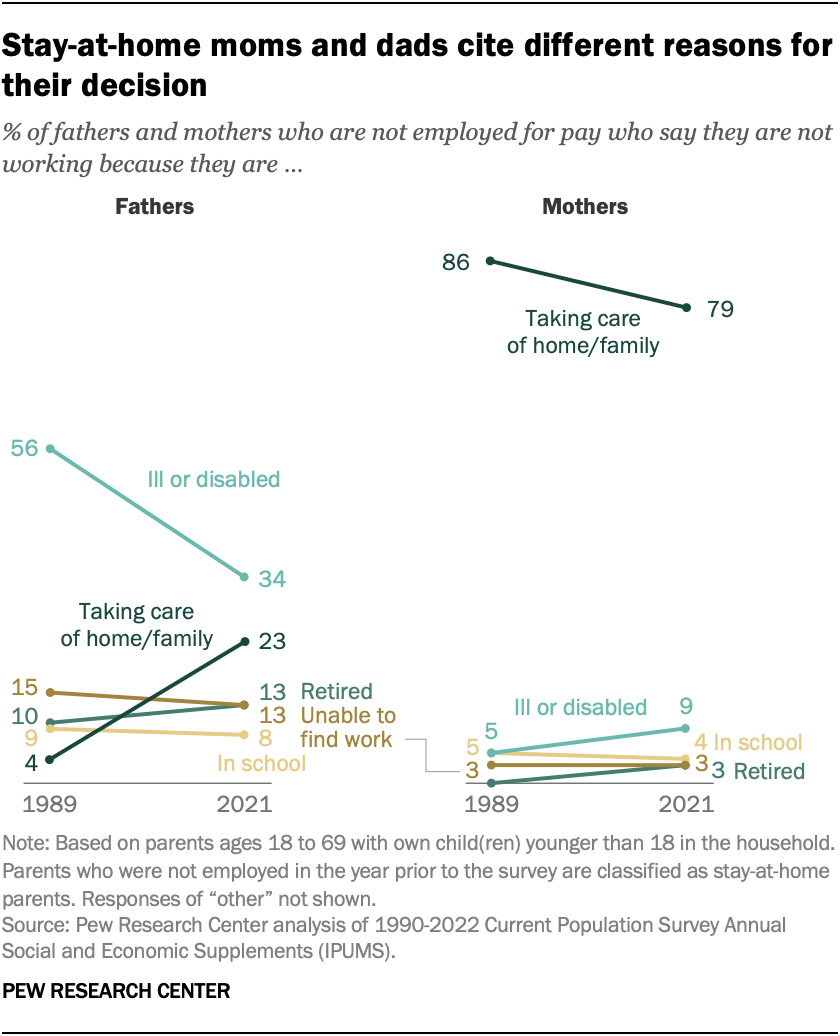 Stay-at-home moms and dads cite different reasons for
their decision
% of fathers and mothers who are not employed for pay who say they are not
working because they are ...
Fathers
Mothers
86
79
Taking care
of home/family
56
Ill or disabled
34
Taking care
of home/family
23
15
13 Retired
10
13 Unable to
find work
9
8
4
In school
1989
2021
Ill or disabled
9
5
5
4 In school
3
3
3 Retired
1989
2021
Note: Based on parents ages 18 to 69 with own child(ren) younger than 18 in the household.
Parents who were not employed in the year prior to the survey are classified as stay-at-home
parents. Responses of “other” not shown.
Source: Pew Research Center analysis of 1990-2022 Current Population Survey Annual
Social and Economic Supplements (IPUMS).
PEW RESEARCH CENTER